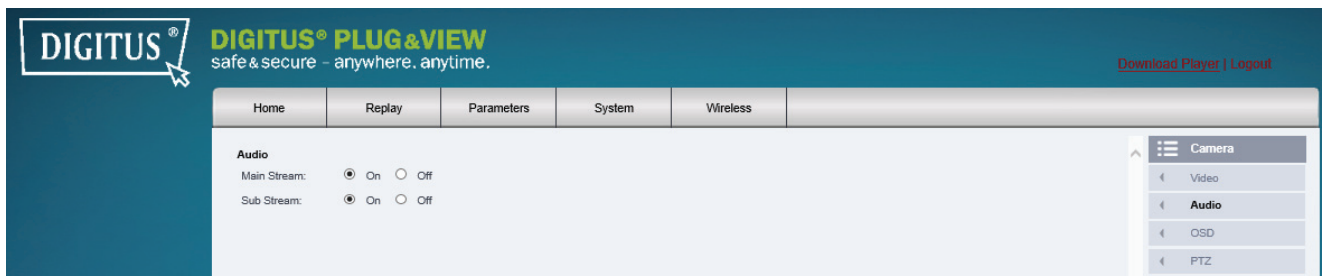 DIGITUS®
DIGITUS® PLUG&VIEW
safe & secure – anywhere. anytime.
Download Player | Logout
Home Replay Parameters System Wireless
Audio
Main Stream: On Off
Sub Stream: On Off
Camera
Video
Audio
OSD
PTZ